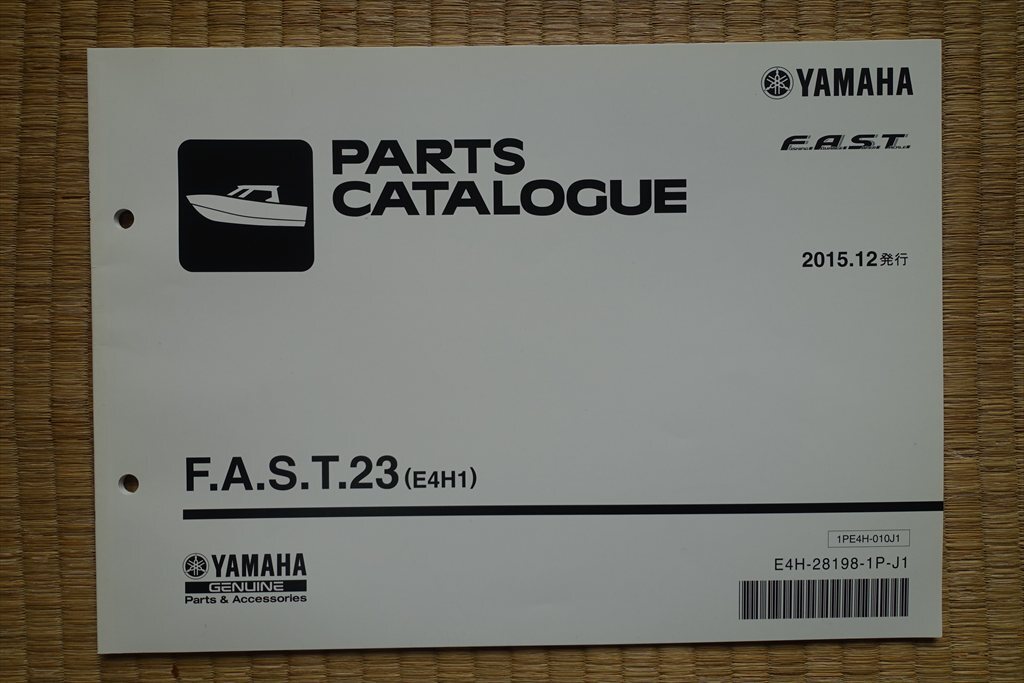 YAMAHA
F.A.S.T.
PARTS
CATALOGUE
2015.12発行
F.A.S.T.23(E4H1)
1PE4H-010J1
E4H-28198-1P-J1
YAMAHA
GENUINE
Parts & Accessories